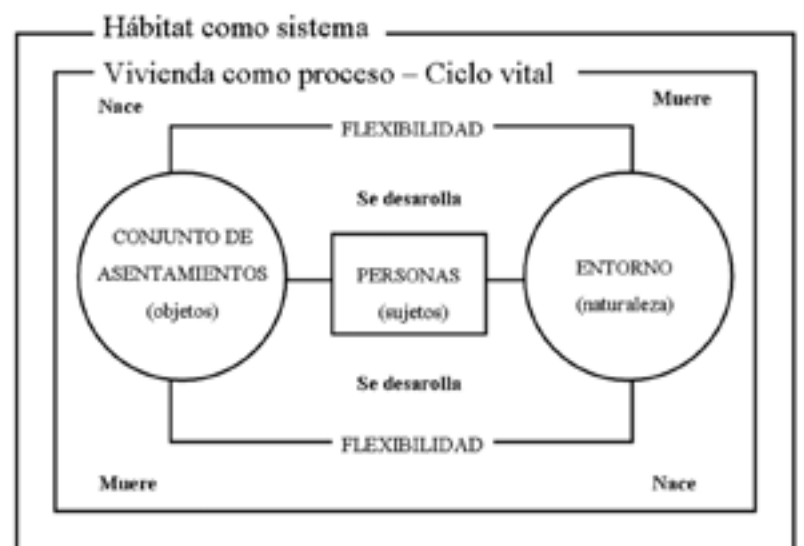 Hábitat como sistema
Vivienda como proceso – Ciclo vital
Nace
Muere
FLEXIBILIDAD
Se desarolla
CONJUNTO DE
ASENTAMIENTOS
(objetos)
PERSONAS
(sujetos)
ENTORNO
(naturaleza)
Se desarolla
FLEXIBILIDAD
Muere
Nace